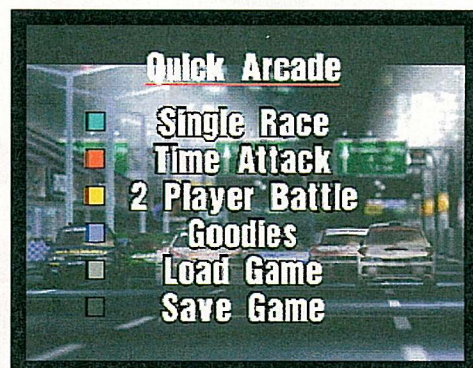 Quick Arcade
Single Race
Time Attack
2 Player Battle
Goodies
Load Game
Save Game